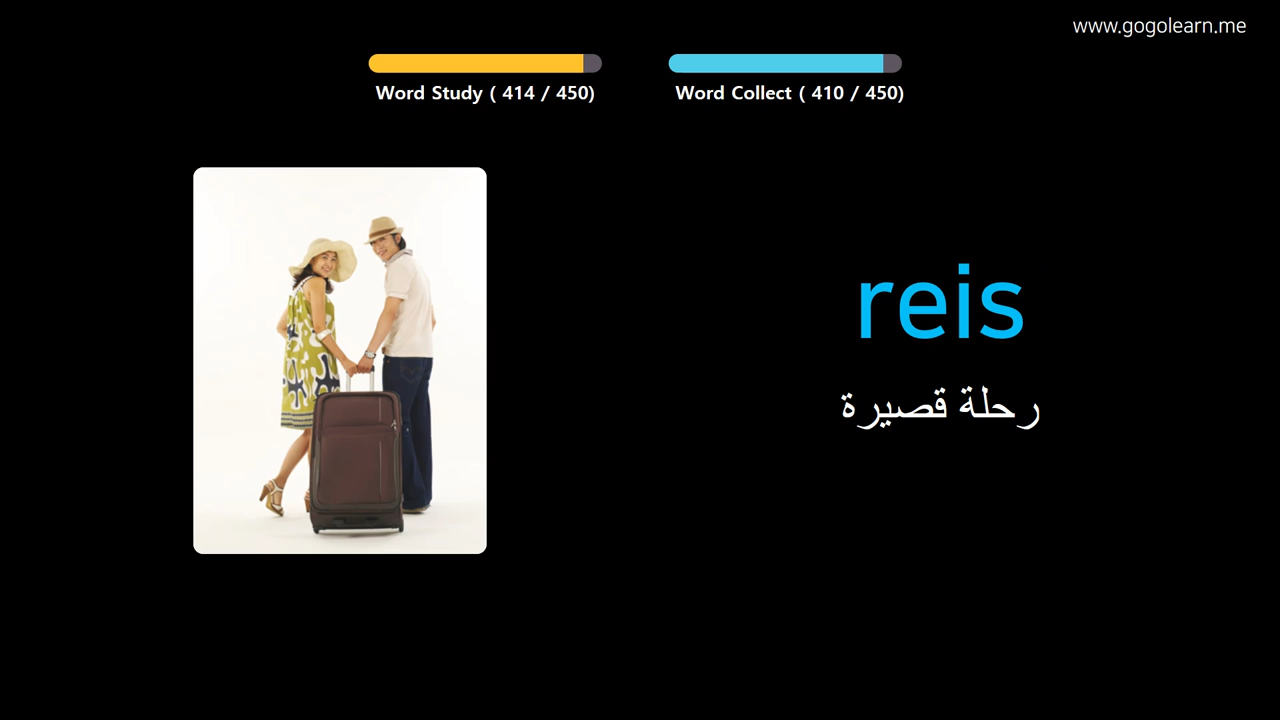 www.gogolearn.me
Word Study ( 414 / 450)
Word Collect ( 410 / 450)
reis
رحلة قصيرة